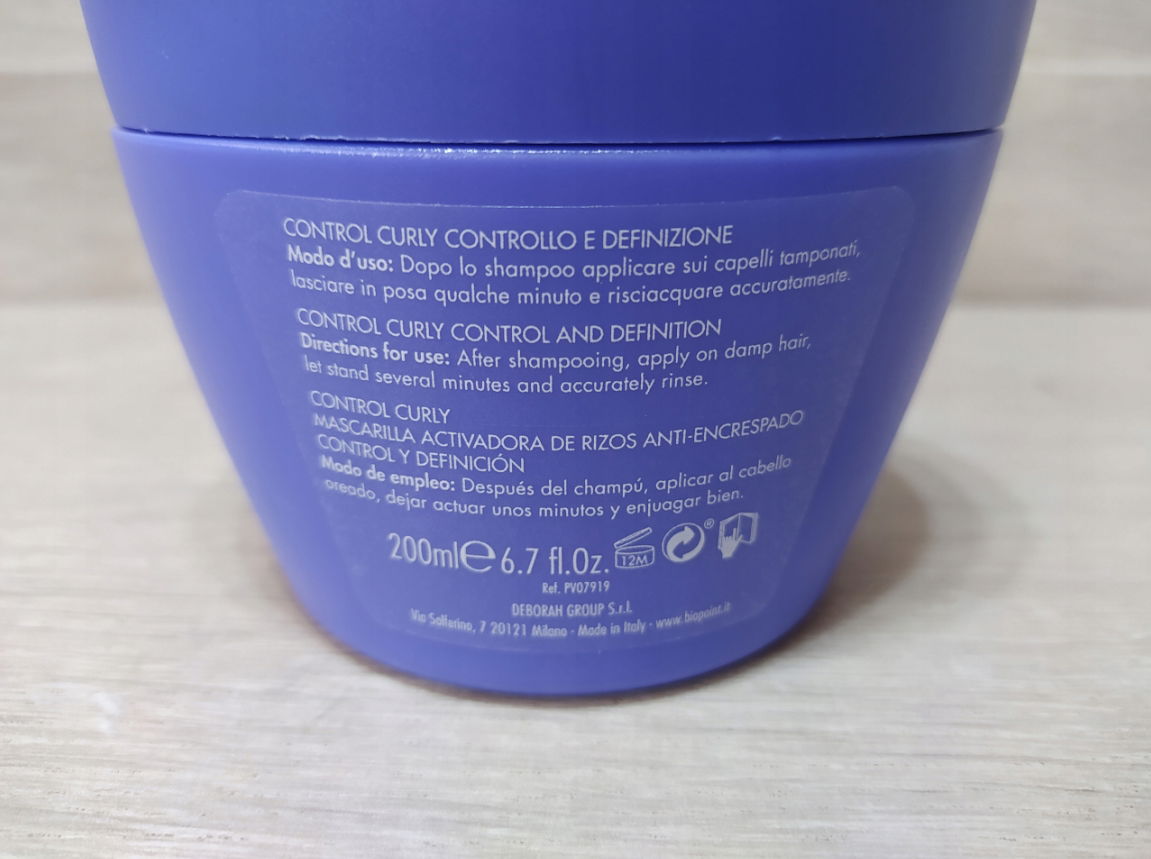 CONTROL CURLY CONTROLLO E DEFINIZIONE
Modo d'uso: Dopo lo shampoo applicare sui capelli tamponati,
lasciare in posa qualche minuto e risciacquare accuratamente.
CONTROL CURLY CONTROL AND DEFINITION
Directions for use: After shampooing, apply on damp hair,
let stand several minutes and accurately rinse.
CONTROL CURLY
MASCARILLA ACTIVADORA DE RIZOS ANTI-ENCRESPADO
CONTROL Y DEFINICIÓN
Modo de empleo: Después del champú, aplicar al cabello
oreado, dejar actuar unos minutos y enjuagar bien.
200ml℮ 6.7 fl.Oz. 12M ®
Ref. PV07919
DEBORAH GROUP S.r.l.
Via Solferino, 7 20121 Milano - Made in Italy - www.biopoint.it